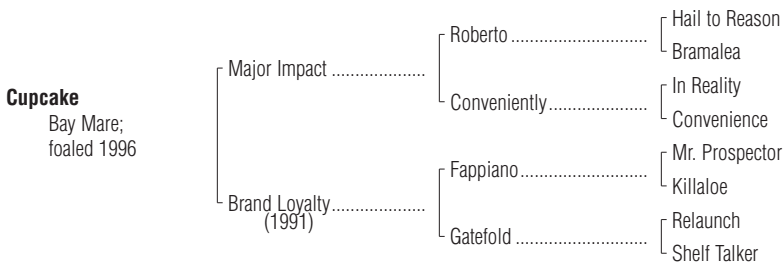 Hail to Reason
Roberto ............................
Bramalea
Major Impact ....................
In Reality
Conveniently.....................
Convenience
Cupcake
Bay Mare;
foaled 1996
Mr. Prospector
Fappiano...........................
Killaloe
Brand Loyalty....................
(1991)
Relaunch
Gatefold ...........................
Shelf Talker